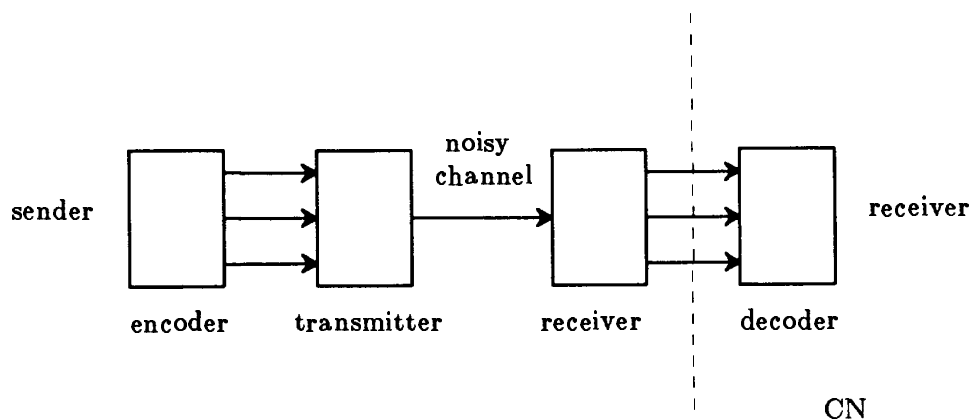 noisy
channel
sender
receiver
encoder
transmitter
receiver
decoder
CN